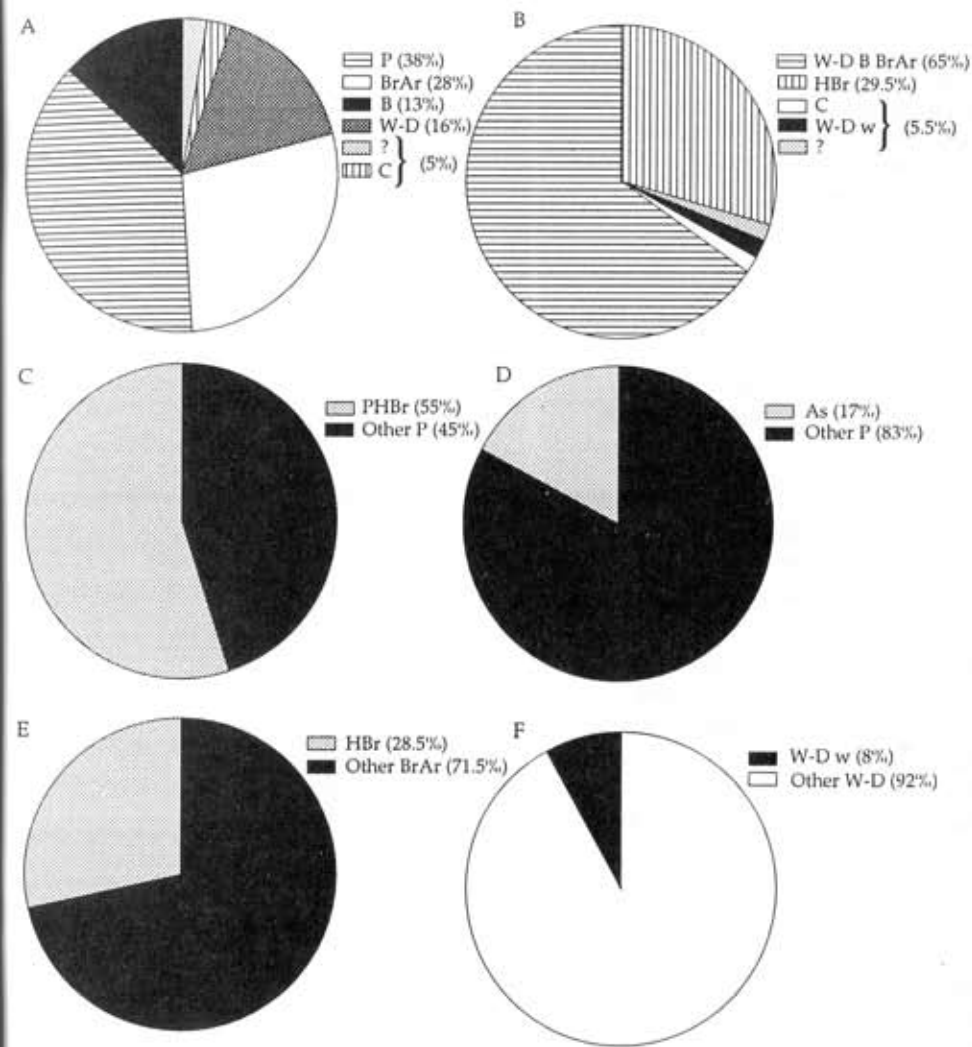 A
P (38%)
BrAr (28%)
B (13%)
W-D (16%)
?
C
} (5%)
B
W-D B BrAr (65%)
HBr (29.5%)
C
W-D w
?
} (5.5%)
C
PHBr (55%)
Other P (45%)
D
As (17%)
Other P (83%)
E
HBr (28.5%)
Other BrAr (71.5%)
F
W-D w (8%)
Other W-D (92%)